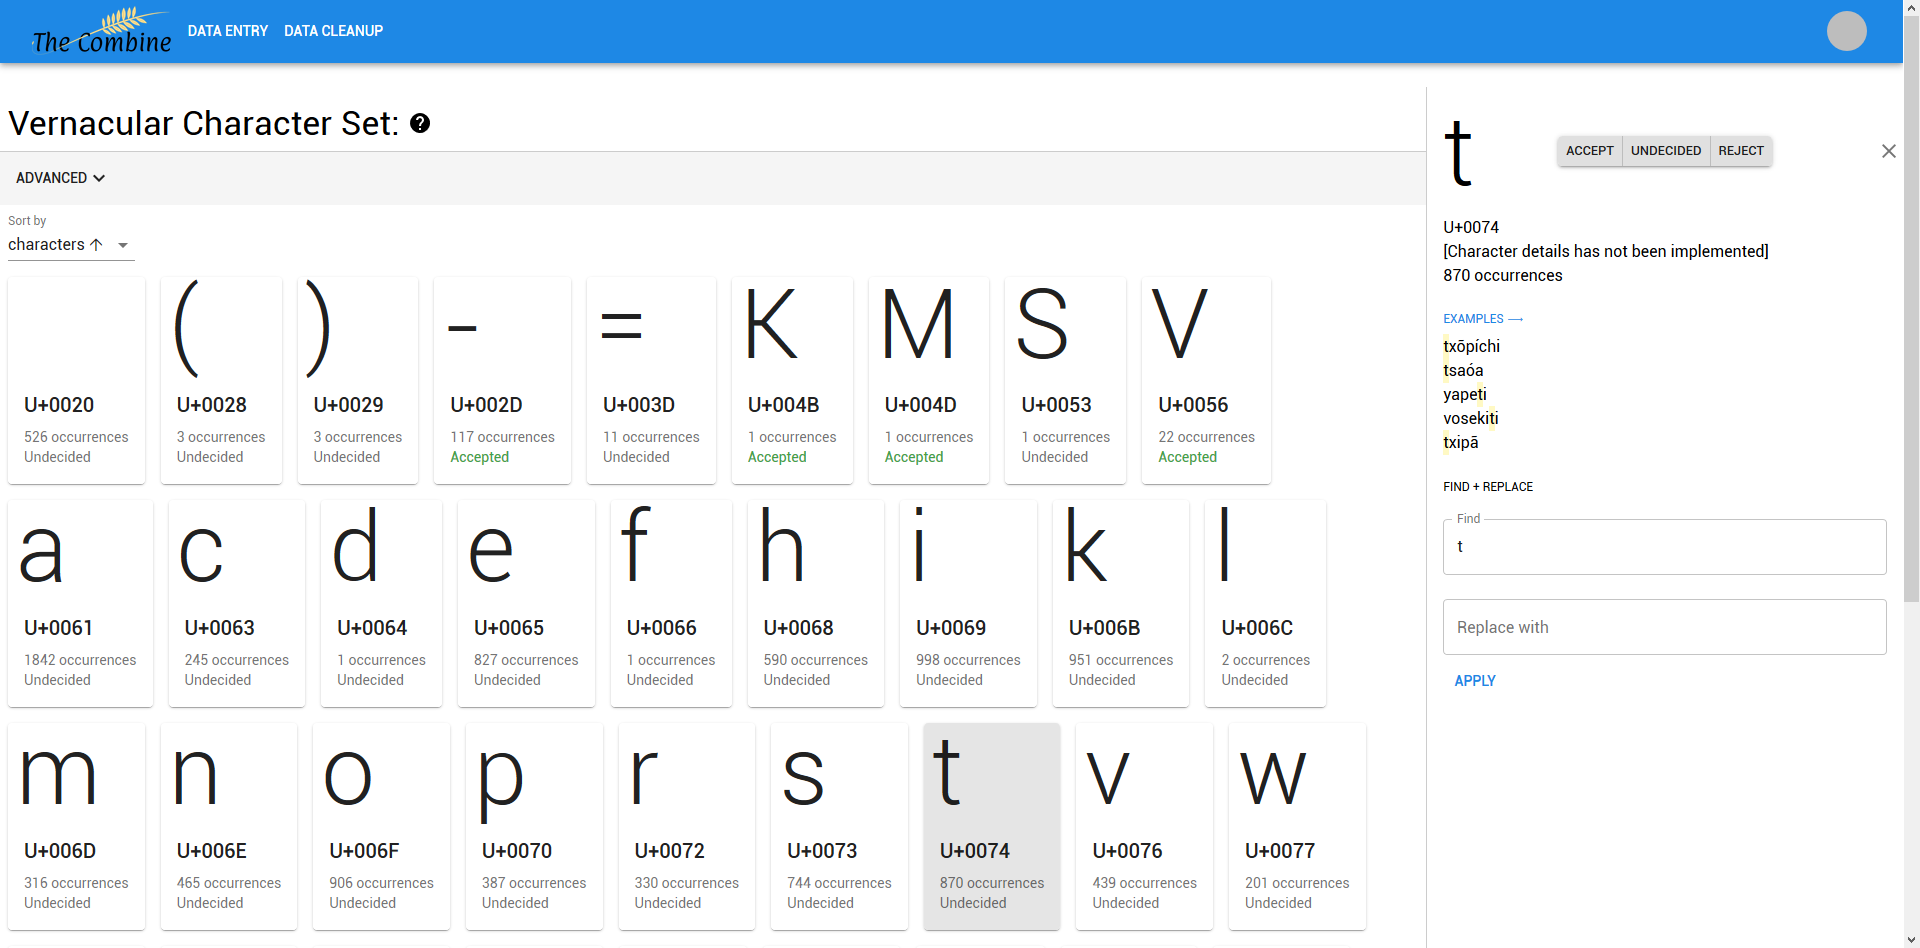 The Combine DATA ENTRY DATA CLEANUP
Vernacular Character Set: ?
ADVANCED
Sort by
characters ↑
U+0020
526 occurrences
Undecided
(
U+0028
3 occurrences
Undecided
)
U+0029
3 occurrences
Undecided
-
U+002D
117 occurrences
Accepted
=
U+003D
11 occurrences
Undecided
K
U+004B
1 occurrences
Accepted
M
U+004D
1 occurrences
Accepted
S
U+0053
1 occurrences
Undecided
V
U+0056
22 occurrences
Accepted
a
U+0061
1842 occurrences
Undecided
c
U+0063
245 occurrences
Undecided
d
U+0064
1 occurrences
Undecided
e
U+0065
827 occurrences
Undecided
f
U+0066
1 occurrences
Undecided
h
U+0068
590 occurrences
Undecided
i
U+0069
998 occurrences
Undecided
k
U+006B
951 occurrences
Undecided
l
U+006C
2 occurrences
Undecided
m
U+006D
316 occurrences
Undecided
n
U+006E
465 occurrences
Undecided
o
U+006F
906 occurrences
Undecided
p
U+0070
387 occurrences
Undecided
r
U+0072
330 occurrences
Undecided
s
U+0073
744 occurrences
Undecided
t
U+0074
870 occurrences
Undecided
v
U+0076
439 occurrences
Undecided
w
U+0077
201 occurrences
Undecided
t
ACCEPT UNDECIDED REJECT
U+0074
[Character details has not been implemented]
870 occurrences
EXAMPLES →
txõpíchi
tsaóa
yapeti
vosekiti
txipã
FIND + REPLACE
Find
t
Replace with
APPLY